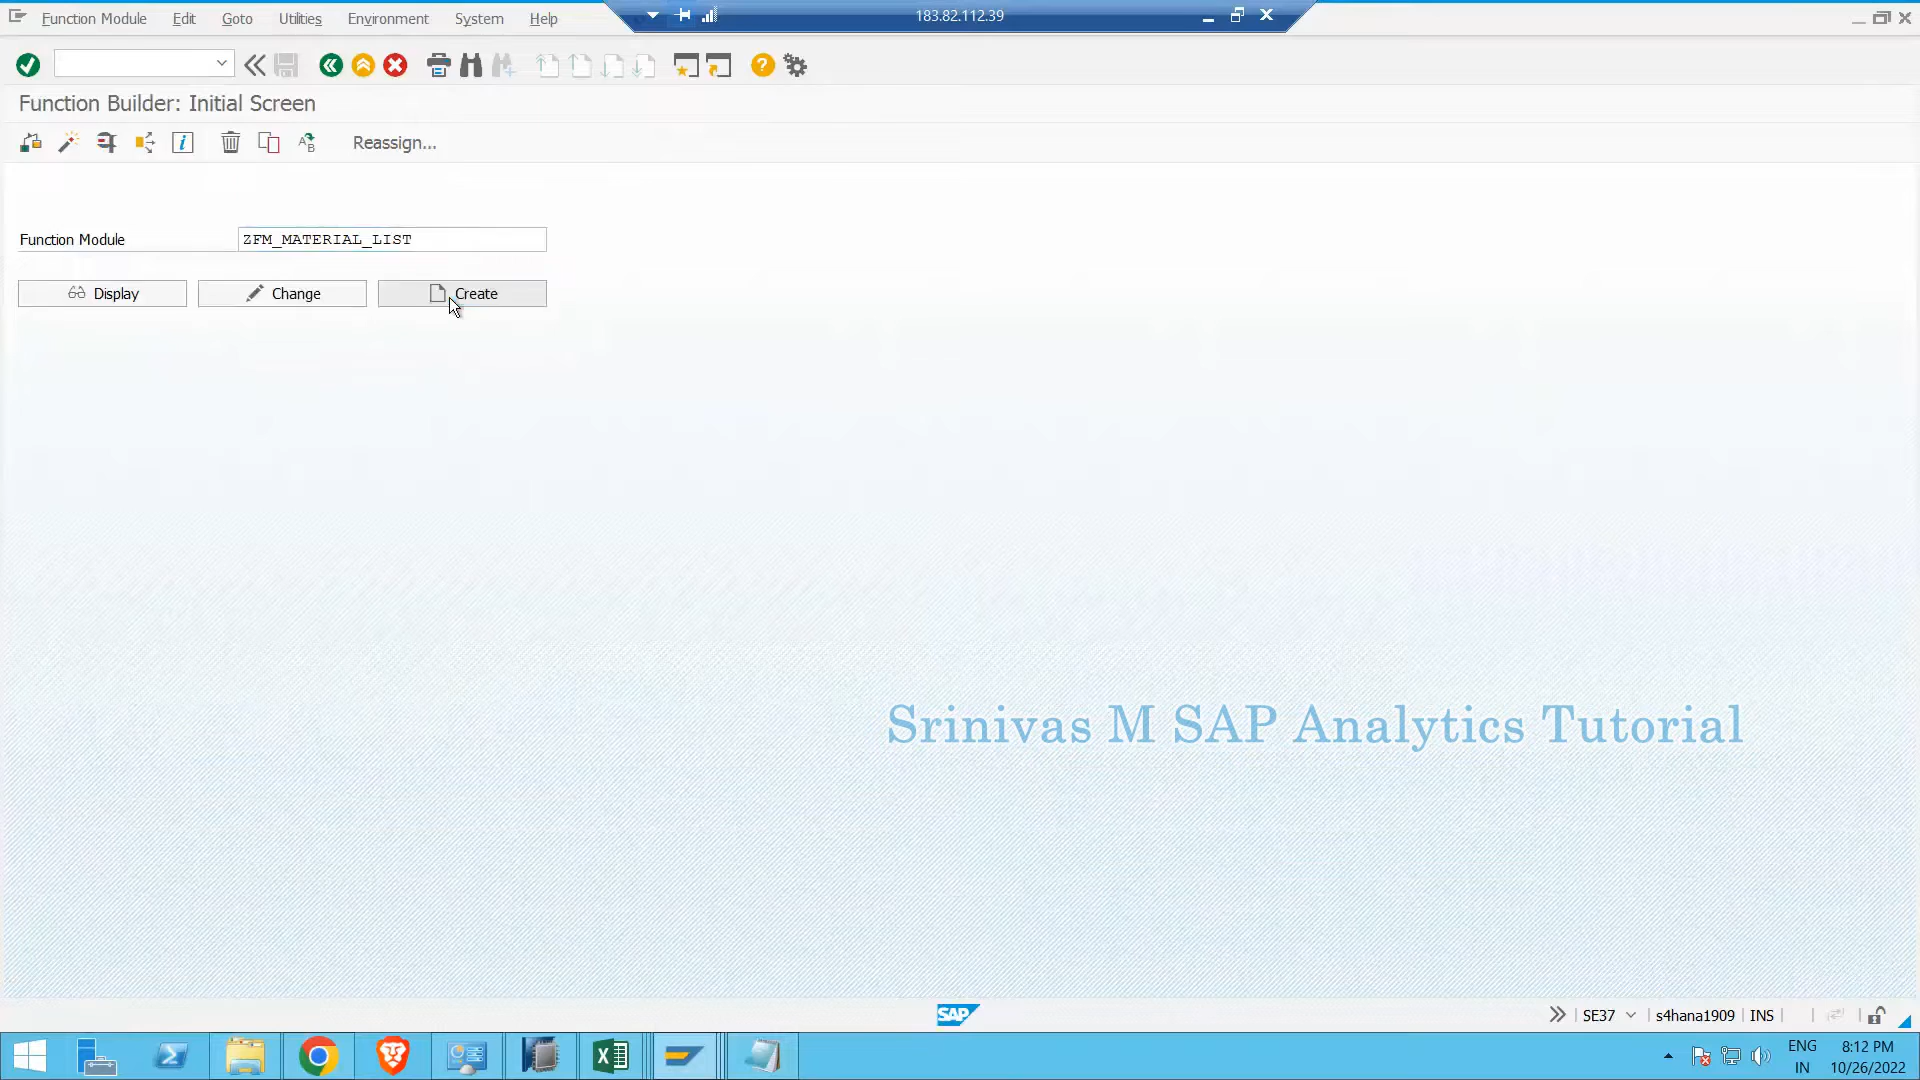 Function Module Edit Goto Utilities Environment System Help
183.82.112.39
Function Builder: Initial Screen
Reassign...
Function Module ZFM_MATERIAL_LIST
Display Change Create
Srinivas M SAP Analytics Tutorial
SAP
SE37 s4hana1909 INS
ENG 8:12 PM
IN 10/26/2022